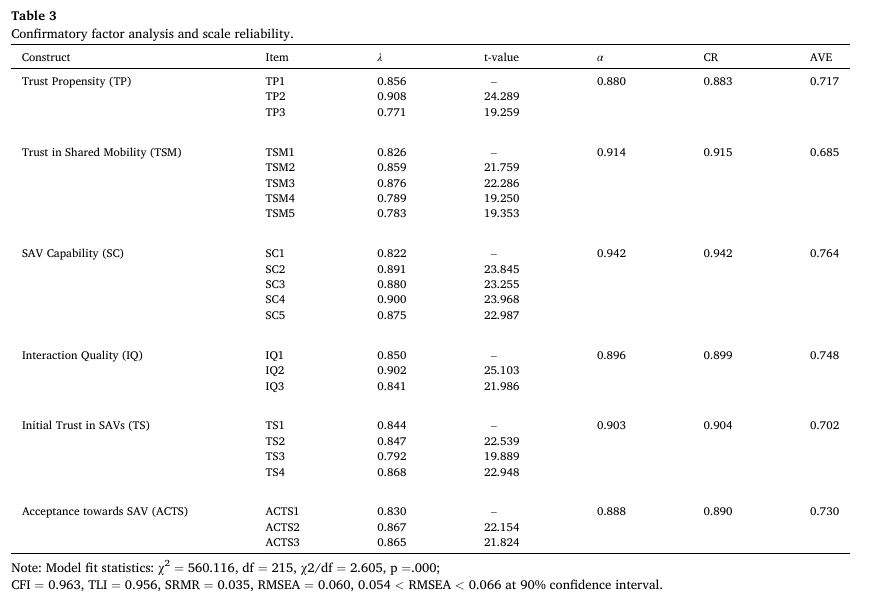 Table 3
Confirmatory factor analysis and scale reliability.
Construct Item λ t-value α CR AVE
Trust Propensity (TP) TP1 0.856 – 0.880 0.883 0.717
TP2 0.908 24.289
TP3 0.771 19.259
Trust in Shared Mobility (TSM) TSM1 0.826 – 0.914 0.915 0.685
TSM2 0.859 21.759
TSM3 0.876 22.286
TSM4 0.789 19.250
TSM5 0.783 19.353
SAV Capability (SC) SC1 0.822 – 0.942 0.942 0.764
SC2 0.891 23.845
SC3 0.880 23.255
SC4 0.900 23.968
SC5 0.875 22.987
Interaction Quality (IQ) IQ1 0.850 – 0.896 0.899 0.748
IQ2 0.902 25.103
IQ3 0.841 21.986
Initial Trust in SAVs (TS) TS1 0.844 – 0.903 0.904 0.702
TS2 0.847 22.539
TS3 0.792 19.889
TS4 0.868 22.948
Acceptance towards SAV (ACTS) ACTS1 0.830 – 0.888 0.890 0.730
ACTS2 0.867 22.154
ACTS3 0.865 21.824
Note: Model fit statistics: χ² = 560.116, df = 215, χ2/df = 2.605, p =.000;
CFI = 0.963, TLI = 0.956, SRMR = 0.035, RMSEA = 0.060, 0.054 < RMSEA < 0.066 at 90% confidence interval.